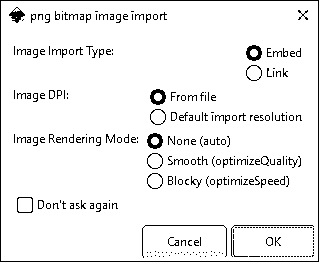 png bitmap image import
Image Import Type:
Embed
Link
Image DPI:
From file
Default import resolution
Image Rendering Mode:
None (auto)
Smooth (optimizeQuality)
Blocky (optimizeSpeed)
Don't ask again
Cancel
OK